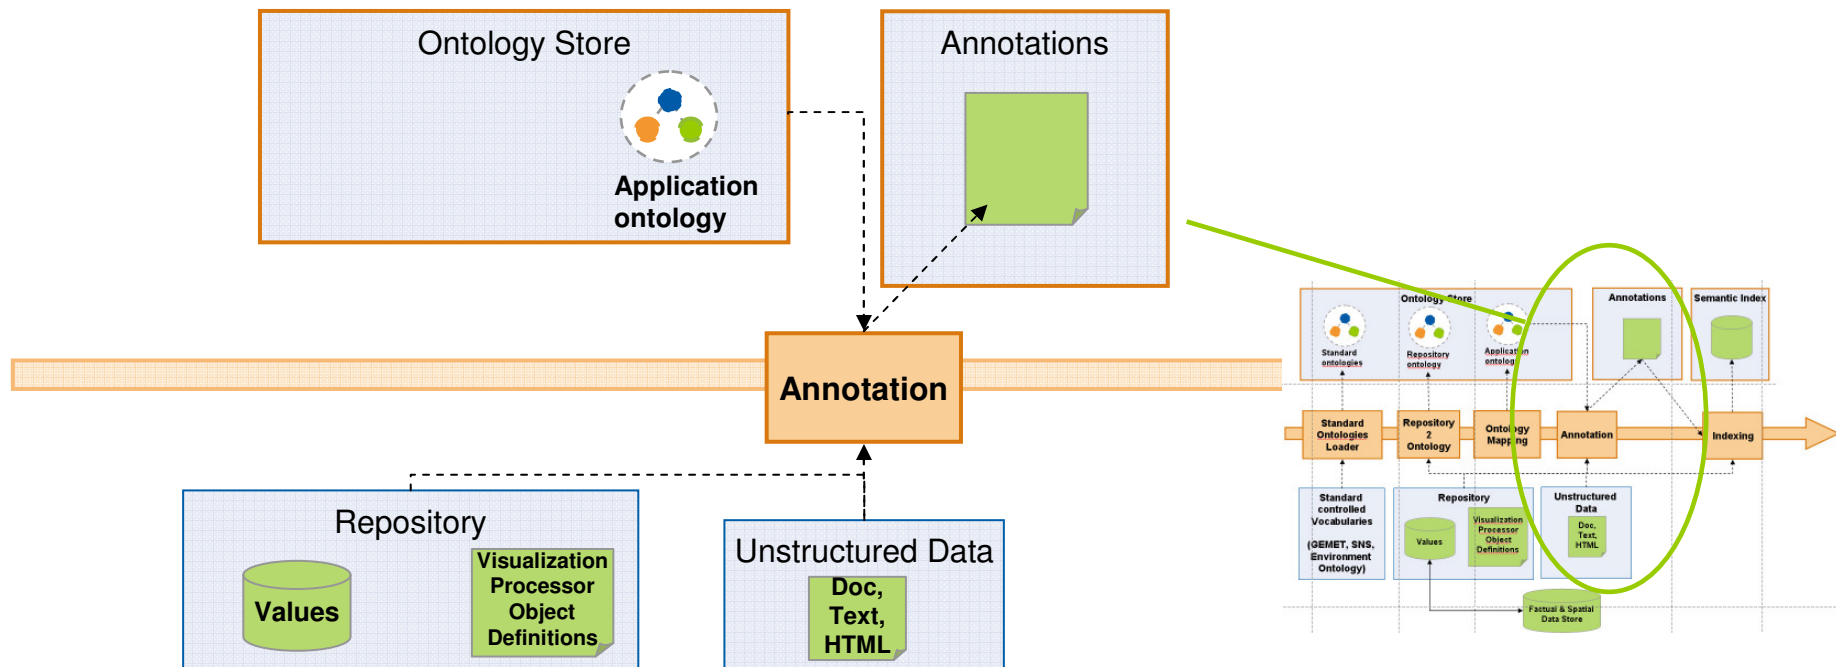 Ontology Store
Application
ontology
Annotations
Annotation
Repository
Values
Visualization
Processor
Object
Definitions
Unstructured Data
Doc,
Text,
HTML
Ontology Store
Standard
ontologies
Repository
ontology
Application
ontology
Annotations
Semantic Index
Standard
Ontologies
Loader
Repository
2
Ontology
Ontology
Mapping
Annotation
Indexing
Standard
controlled
Vocabularies
(GEMET, SNS,
Environment
Ontology)
Repository
Values
Visualization
Processor
Object
Definitions
Unstructured
Data
Doc,
Text,
HTML
Factual & Spatial
Data Store